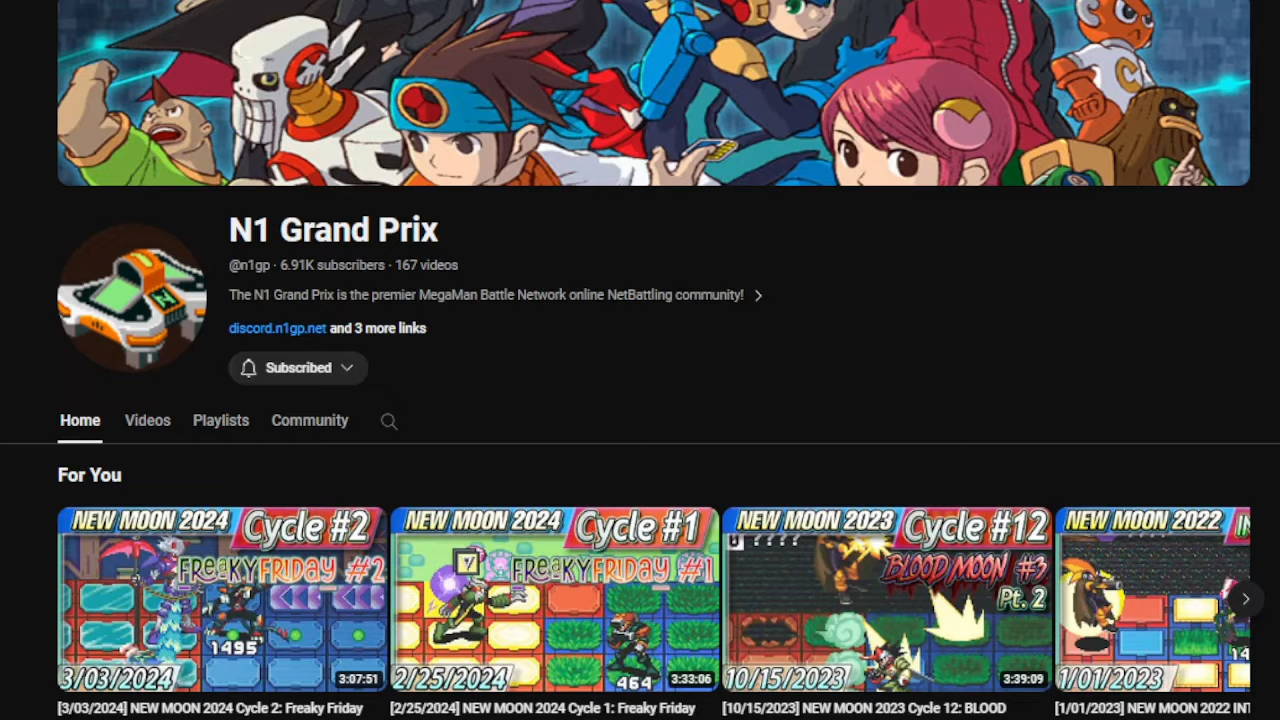 N1 Grand Prix
@n1gp · 6.91K subscribers · 167 videos
The N1 Grand Prix is the premier MegaMan Battle Network online NetBattling community!
discord.n1gp.net and 3 more links
Subscribed
Home Videos Playlists Community
For You
NEW MOON 2024 Cycle #2
FREAKY FRIDAY #2
1495
3/03/2024 3:07:51
NEW MOON 2024 Cycle #1
FREAKY FRIDAY #1
464
2/25/2024 3:33:06
NEW MOON 2023 Cycle #12
????
BLOOD MOON #3
Pt. 2
10/15/2023 3:39:09
NEW MOON 2022
1/01/2023
[3/03/2024] NEW MOON 2024 Cycle 2: Freaky Friday
[2/25/2024] NEW MOON 2024 Cycle 1: Freaky Friday
[10/15/2023] NEW MOON 2023 Cycle 12: BLOOD
[1/01/2023] NEW MOON 2022 INT